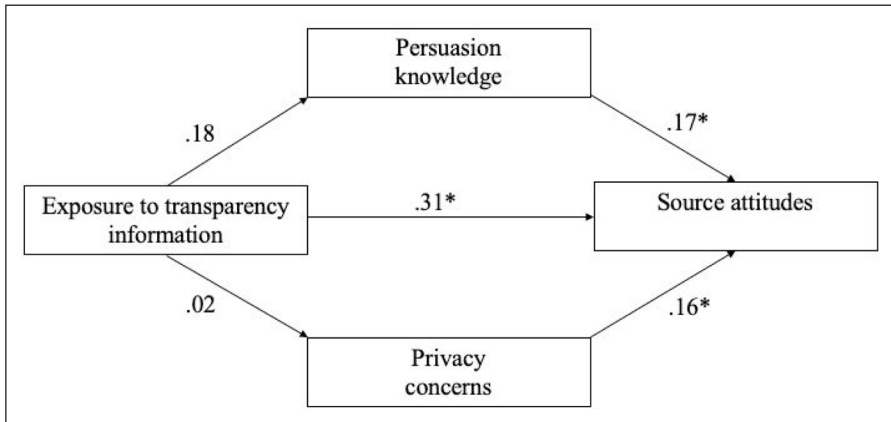 Persuasion
knowledge
.18
.17*
Exposure to transparency
information
.31*
Source attitudes
.02
.16*
Privacy
concerns